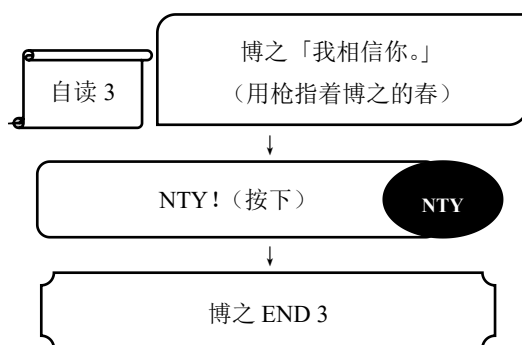 自读 3
博之「我相信你。」
（用枪指着博之的春）
↓
NTY！（按下）
NTY
↓
博之 END 3